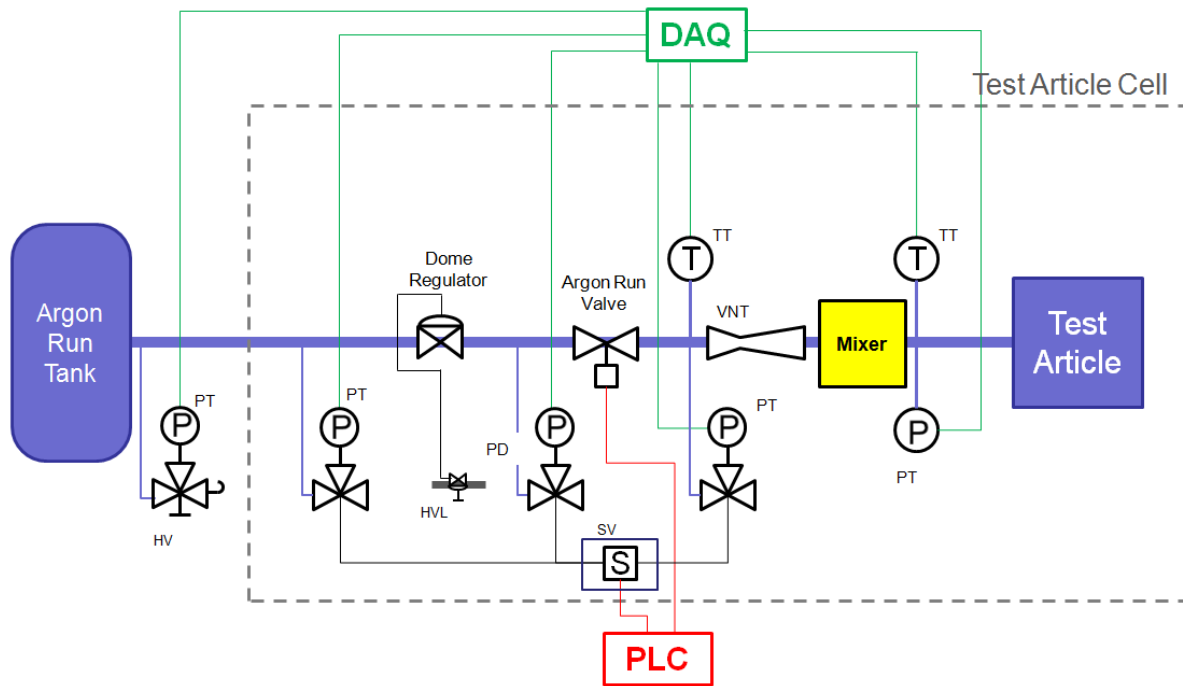 DAQ
Test Article Cell
TT
TT
Dome
Regulator
Argon Run
Valve
VNT
Argon
Run
Tank
T
T
Mixer
Test
Article
PT
PT
PT
P
P
P
P
P
PD
PT
HV
HVL
SV
S
PLC